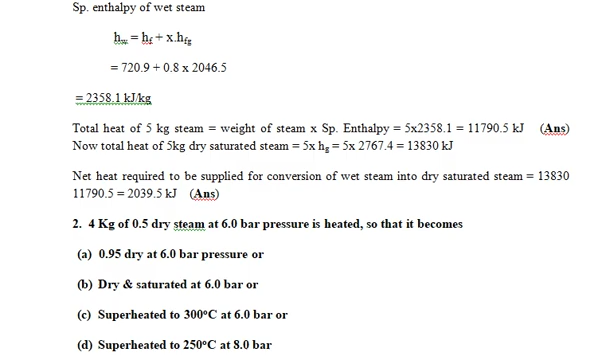 Sp. enthalpy of wet steam
hw = hf + x.hfg
= 720.9 + 0.8 x 2046.5
= 2358.1 kJ/kg
Total heat of 5 kg steam = weight of steam x Sp. Enthalpy = 5x2358.1 = 11790.5 kJ (Ans)
Now total heat of 5kg dry saturated steam = 5x hg = 5x 2767.4 = 13830 kJ
Net heat required to be supplied for conversion of wet steam into dry saturated steam = 13830
11790.5 = 2039.5 kJ (Ans)
2. 4 Kg of 0.5 dry steam at 6.0 bar pressure is heated, so that it becomes
(a) 0.95 dry at 6.0 bar pressure or
(b) Dry & saturated at 6.0 bar or
(c) Superheated to 300°C at 6.0 bar or
(d) Superheated to 250°C at 8.0 bar